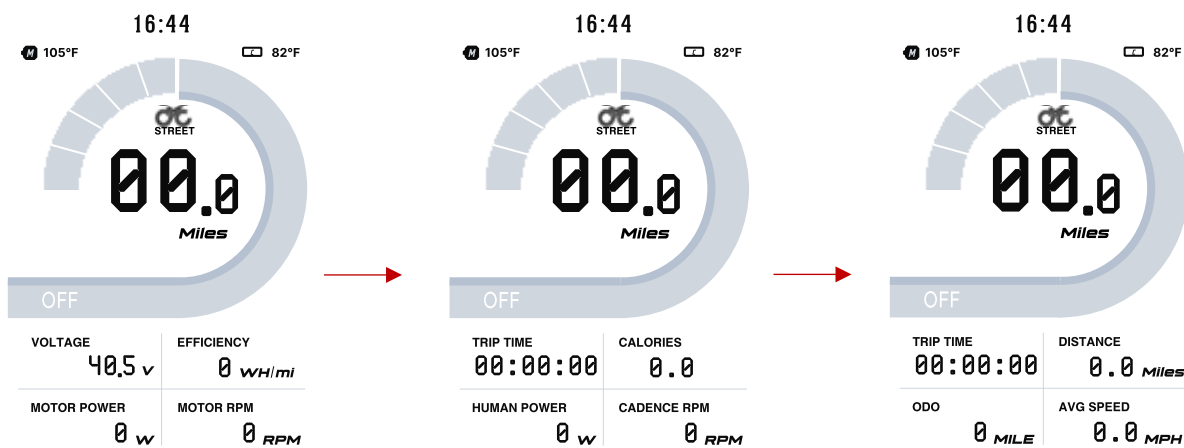 16:44
M 105°F C 82°F
STREET
00.0
Miles
OFF
VOLTAGE EFFICIENCY
40.5 V 0 WH/mi
MOTOR POWER MOTOR RPM
0 W 0 RPM
16:44
M 105°F C 82°F
STREET
00.0
Miles
OFF
TRIP TIME CALORIES
00:00:00 0.0
HUMAN POWER CADENCE RPM
0 W 0 RPM
16:44
M 105°F C 82°F
STREET
00.0
Miles
OFF
TRIP TIME DISTANCE
00:00:00 0.0 Miles
ODO AVG SPEED
0 MILE 0.0 MPH